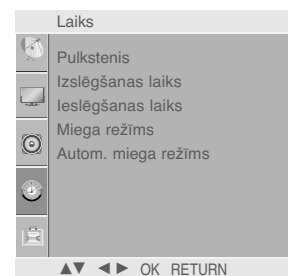 Laiks
Pulkstenis
Izslēgšanas laiks
Ieslēgšanas laiks
Miega režīms
Autom. miega režīms
▲▼ ◄► OK RETURN